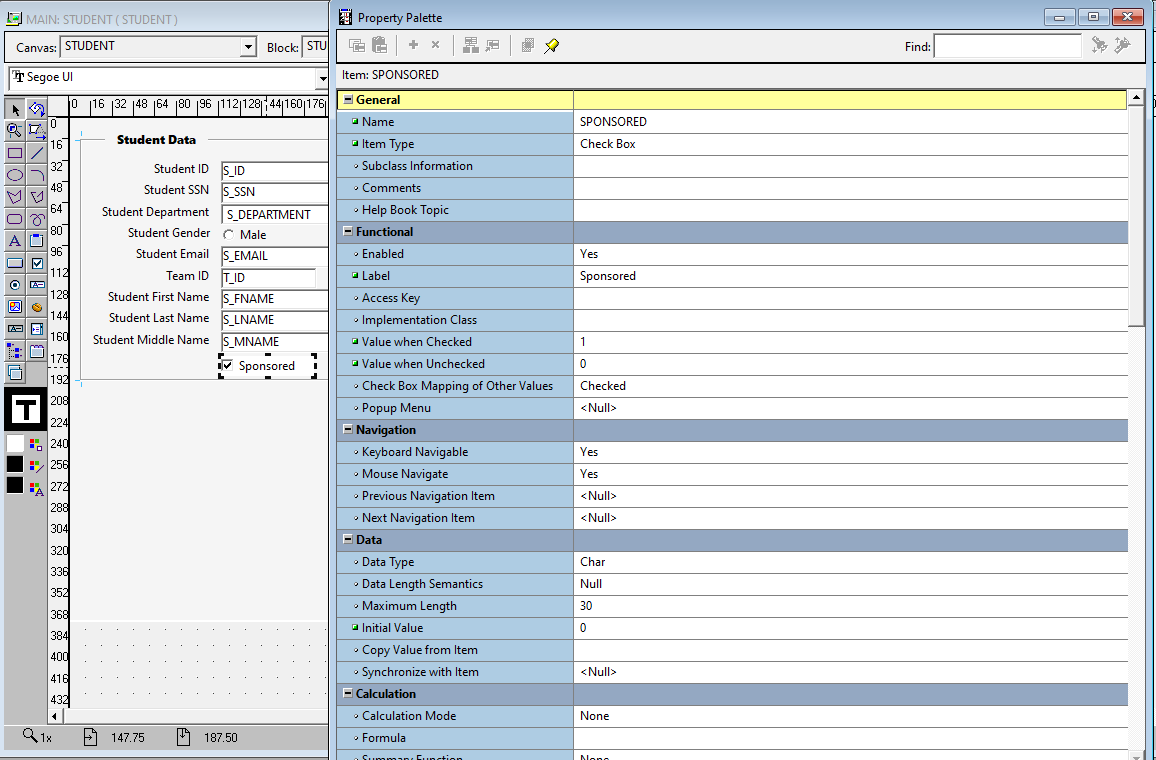 MAIN: STUDENT ( STUDENT )
Canvas: STUDENT Block: STU
Segoe UI
0 16 32 48 64 80 96 112 128 144 160 176
0
16
32
48
64
80
96
112
128
144
160
176
192
208
224
240
256
272
288
304
320
336
352
368
384
400
416
432
Student Data
Student ID S_ID
Student SSN S_SSN
Student Department S_DEPARTMENT
Student Gender Male
Student Email S_EMAIL
Team ID T_ID
Student First Name S_FNAME
Student Last Name S_LNAME
Student Middle Name S_MNAME
Sponsored
1x 147.75 187.50
Property Palette
Find:
Item: SPONSORED
General
Name SPONSORED
Item Type Check Box
Subclass Information
Comments
Help Book Topic
Functional
Enabled Yes
Label Sponsored
Access Key
Implementation Class
Value when Checked 1
Value when Unchecked 0
Check Box Mapping of Other Values Checked
Popup Menu <Null>
Navigation
Keyboard Navigable Yes
Mouse Navigate Yes
Previous Navigation Item <Null>
Next Navigation Item <Null>
Data
Data Type Char
Data Length Semantics Null
Maximum Length 30
Initial Value 0
Copy Value from Item
Synchronize with Item <Null>
Calculation
Calculation Mode None
Formula
Summary Function None